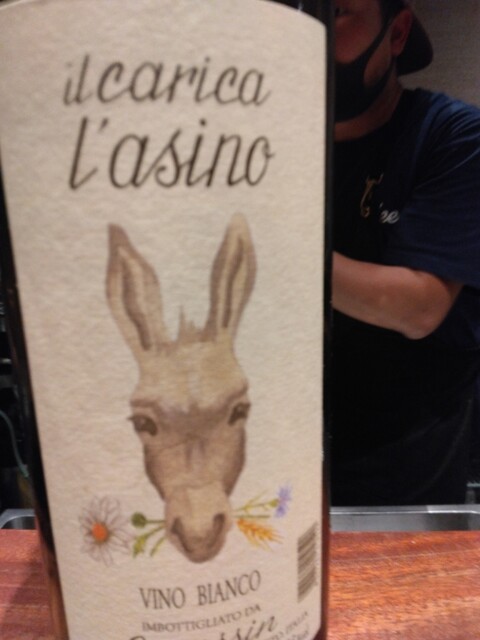 il carica
l'asino
VINO BIANCO
IMBOTTIGLIATO DA